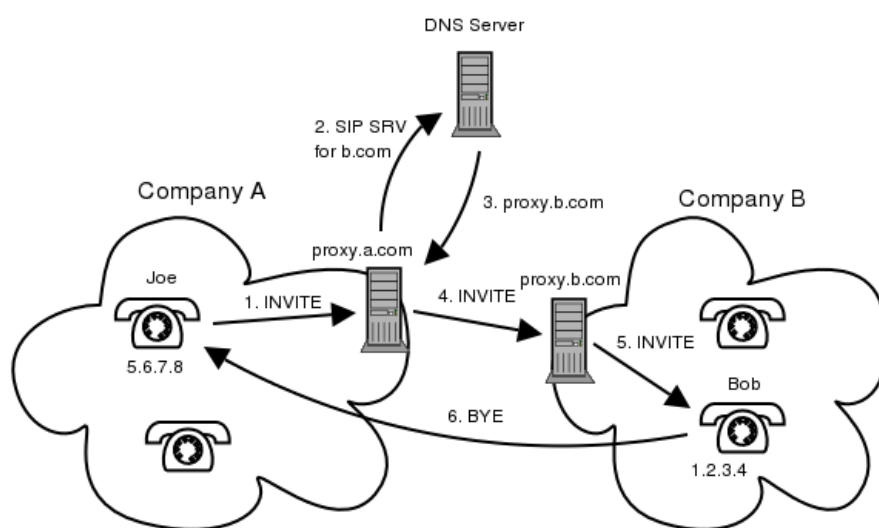 DNS Server
2. SIP SRV
for b.com
3. proxy.b.com
Company A
Company B
proxy.a.com
proxy.b.com
Joe
1. INVITE
4. INVITE
5. INVITE
5.6.7.8
Bob
6. BYE
1.2.3.4